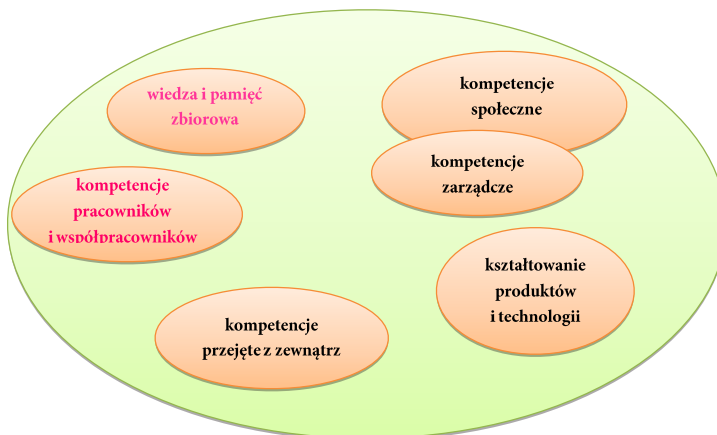 wiedza i pamięć
zbiorowa
kompetencje
społeczne
kompetencje
zarządcze
kompetencje
pracowników
i współpracowników
kształtowanie
produktów
i technologii
kompetencje
przejęte z zewnątrz